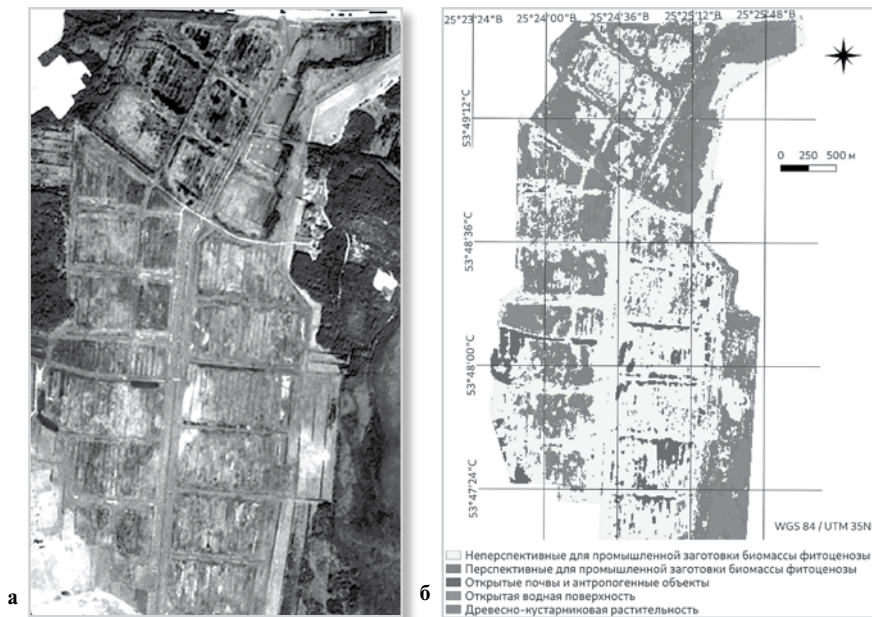 25°23'24"В 25°24'00"В 25°24'36"В 25°25'12"В 25°25'48"В
53°49'12"С
0 250 500 м
53°48'36"С
53°48'00"С
53°47'24"С
WGS 84 / UTM 35N
Неперспективные для промышленной заготовки биомассы фитоценозы
Перспективные для промышленной заготовки биомассы фитоценозы
Открытые почвы и антропогенные объекты
Открытая водная поверхность
Древесно-кустарниковая растительность
а
б